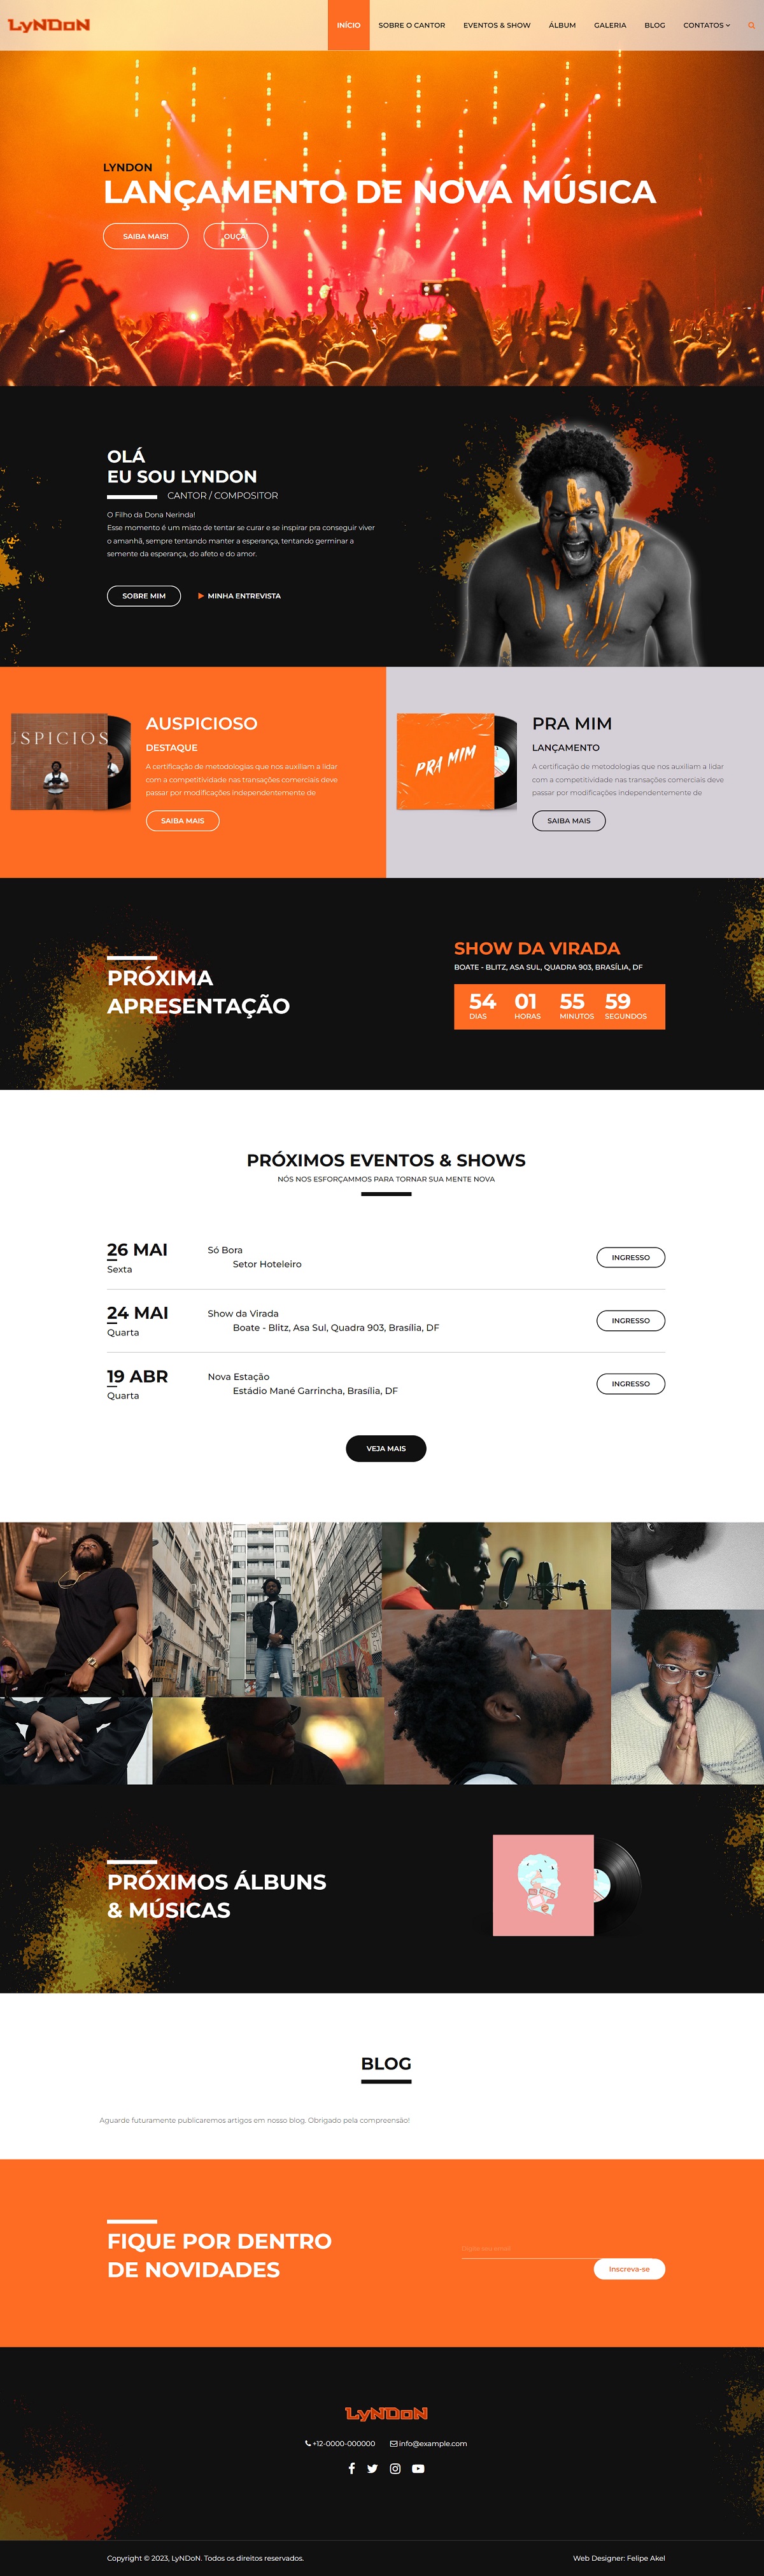 LyNDoN
INÍCIO SOBRE O CANTOR EVENTOS & SHOW ÁLBUM GALERIA BLOG CONTATOS
LYNDON
LANÇAMENTO DE NOVA MÚSICA
SAIBA MAIS! OUÇA!
OLÁ
EU SOU LYNDON
CANTOR / COMPOSITOR
O Filho da Dona Nerinda!
Esse momento é um misto de tentar se curar e se inspirar pra conseguir viver
o amanhã, sempre tentando manter a esperança, tentando germinar a
semente da esperança, do afeto e do amor.
SOBRE MIM MINHA ENTREVISTA
USPICIOS
AUSPICIOSO
DESTAQUE
A certificação de metodologias que nos auxiliam a lidar
com a competitividade nas transações comerciais deve
passar por modificações independentemente de
SAIBA MAIS
PRA MIM
PRA MIM
LANÇAMENTO
A certificação de metodologias que nos auxiliam a lidar
com a competitividade nas transações comerciais deve
passar por modificações independentemente de
SAIBA MAIS
PRÓXIMA
APRESENTAÇÃO
SHOW DA VIRADA
BOATE - BLITZ, ASA SUL, QUADRA 903, BRASÍLIA, DF
54 01 55 59
DIAS HORAS MINUTOS SEGUNDOS
PRÓXIMOS EVENTOS & SHOWS
NÓS NOS ESFORÇAMMOS PARA TORNAR SUA MENTE NOVA
26 MAI
Sexta
Só Bora
Setor Hoteleiro
INGRESSO
24 MAI
Quarta
Show da Virada
Boate - Blitz, Asa Sul, Quadra 903, Brasília, DF
INGRESSO
19 ABR
Quarta
Nova Estação
Estádio Mané Garrincha, Brasília, DF
INGRESSO
VEJA MAIS
PRÓXIMOS ÁLBUNS
& MÚSICAS
BLOG
Aguarde futuramente publicaremos artigos em nosso blog. Obrigado pela compreensão!
FIQUE POR DENTRO
DE NOVIDADES
Inscreva-se
LyNDoN
+12-0000-000000 info@example.com
Copyright © 2023, LyNDoN. Todos os direitos reservados.
Web Designer: Felipe Akel